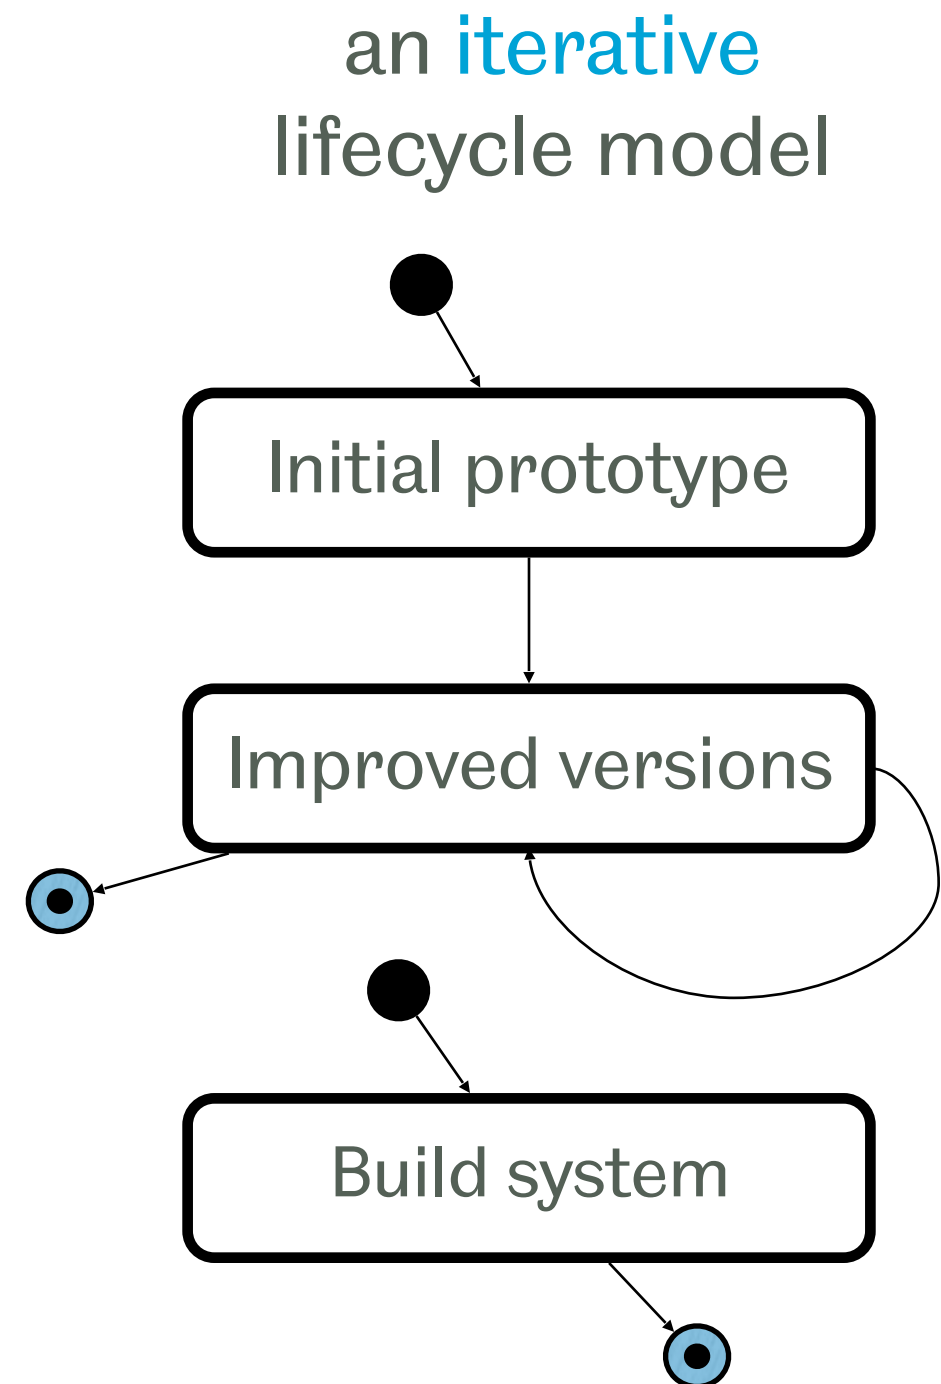 an iterative
lifecycle model
Initial prototype
Improved versions
Build system